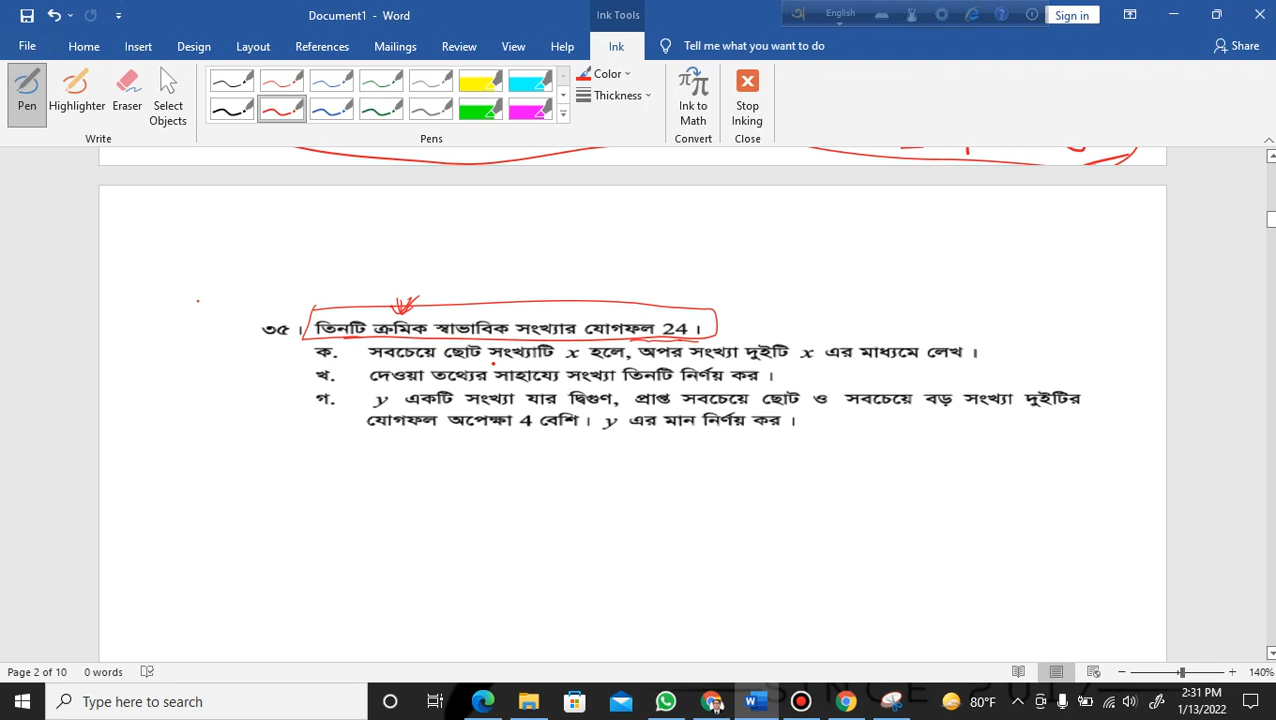 Document1 - Word
Ink Tools
English
Sign in
File Home Insert Design Layout References Mailings Review View Help Ink Tell me what you want to do Share
Pen Highlighter Eraser Select Objects
Color
Thickness
Ink to Math
Stop Inking
Write Pens Convert Close
৩৫। তিনটি ক্রমিক স্বাভাবিক সংখ্যার যোগফল 24।
ক. সবচেয়ে ছোট সংখ্যাটি x হলে, অপর সংখ্যা দুইটি x এর মাধ্যমে লেখ।
খ. দেওয়া তথ্যের সাহায্যে সংখ্যা তিনটি নির্ণয় কর।
গ. y একটি সংখ্যা যার দ্বিগুণ, প্রাপ্ত সবচেয়ে ছোট ও সবচেয়ে বড় সংখ্যা দুইটির
যোগফল অপেক্ষা 4 বেশি। y এর মান নির্ণয় কর।
Page 2 of 10 0 words 140%
Type here to search
SINCE 2017
80°F
2:31 PM
1/13/2022